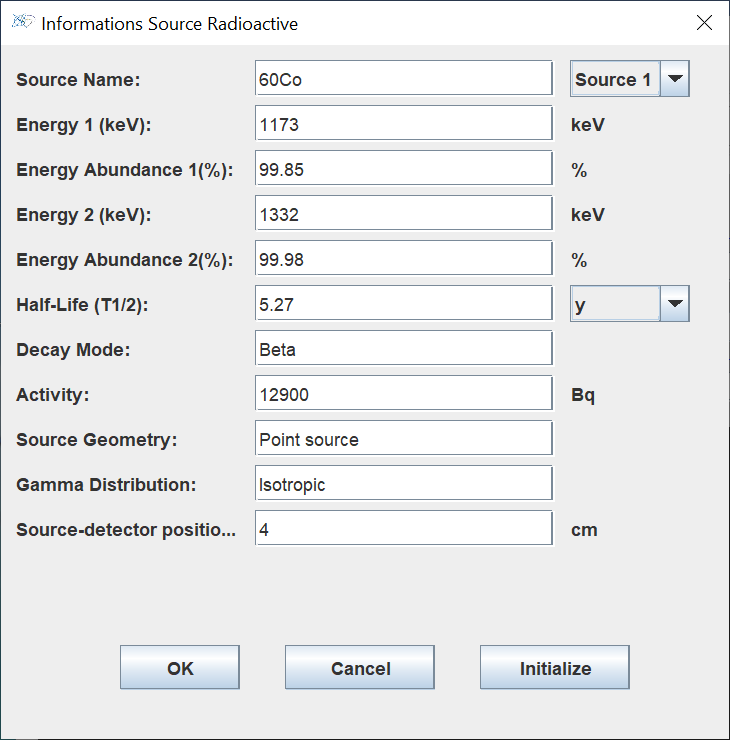 Informations Source Radioactive
Source Name: 60Co Source 1
Energy 1 (keV): 1173 keV
Energy Abundance 1(%): 99.85 %
Energy 2 (keV): 1332 keV
Energy Abundance 2(%): 99.98 %
Half-Life (T1/2): 5.27 y
Decay Mode: Beta
Activity: 12900 Bq
Source Geometry: Point source
Gamma Distribution: Isotropic
Source-detector positio... 4 cm
OK Cancel Initialize